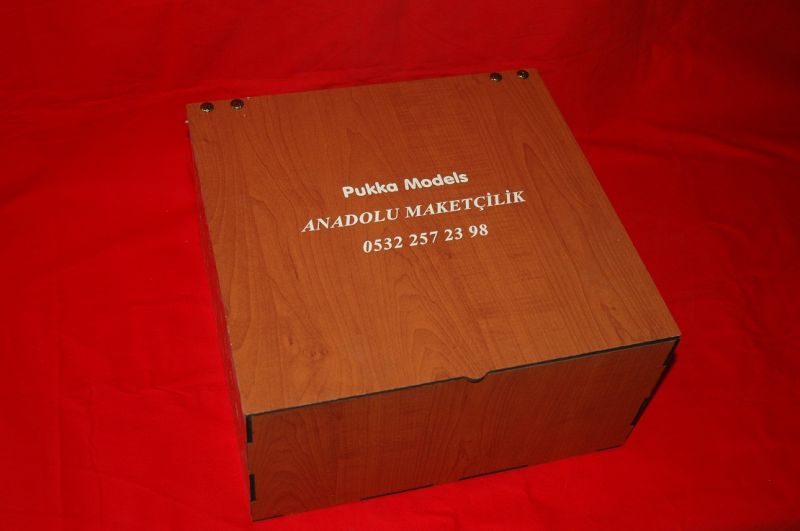 Pukka Models
ANADOLU MAKETÇİLİK
0532 257 23 98